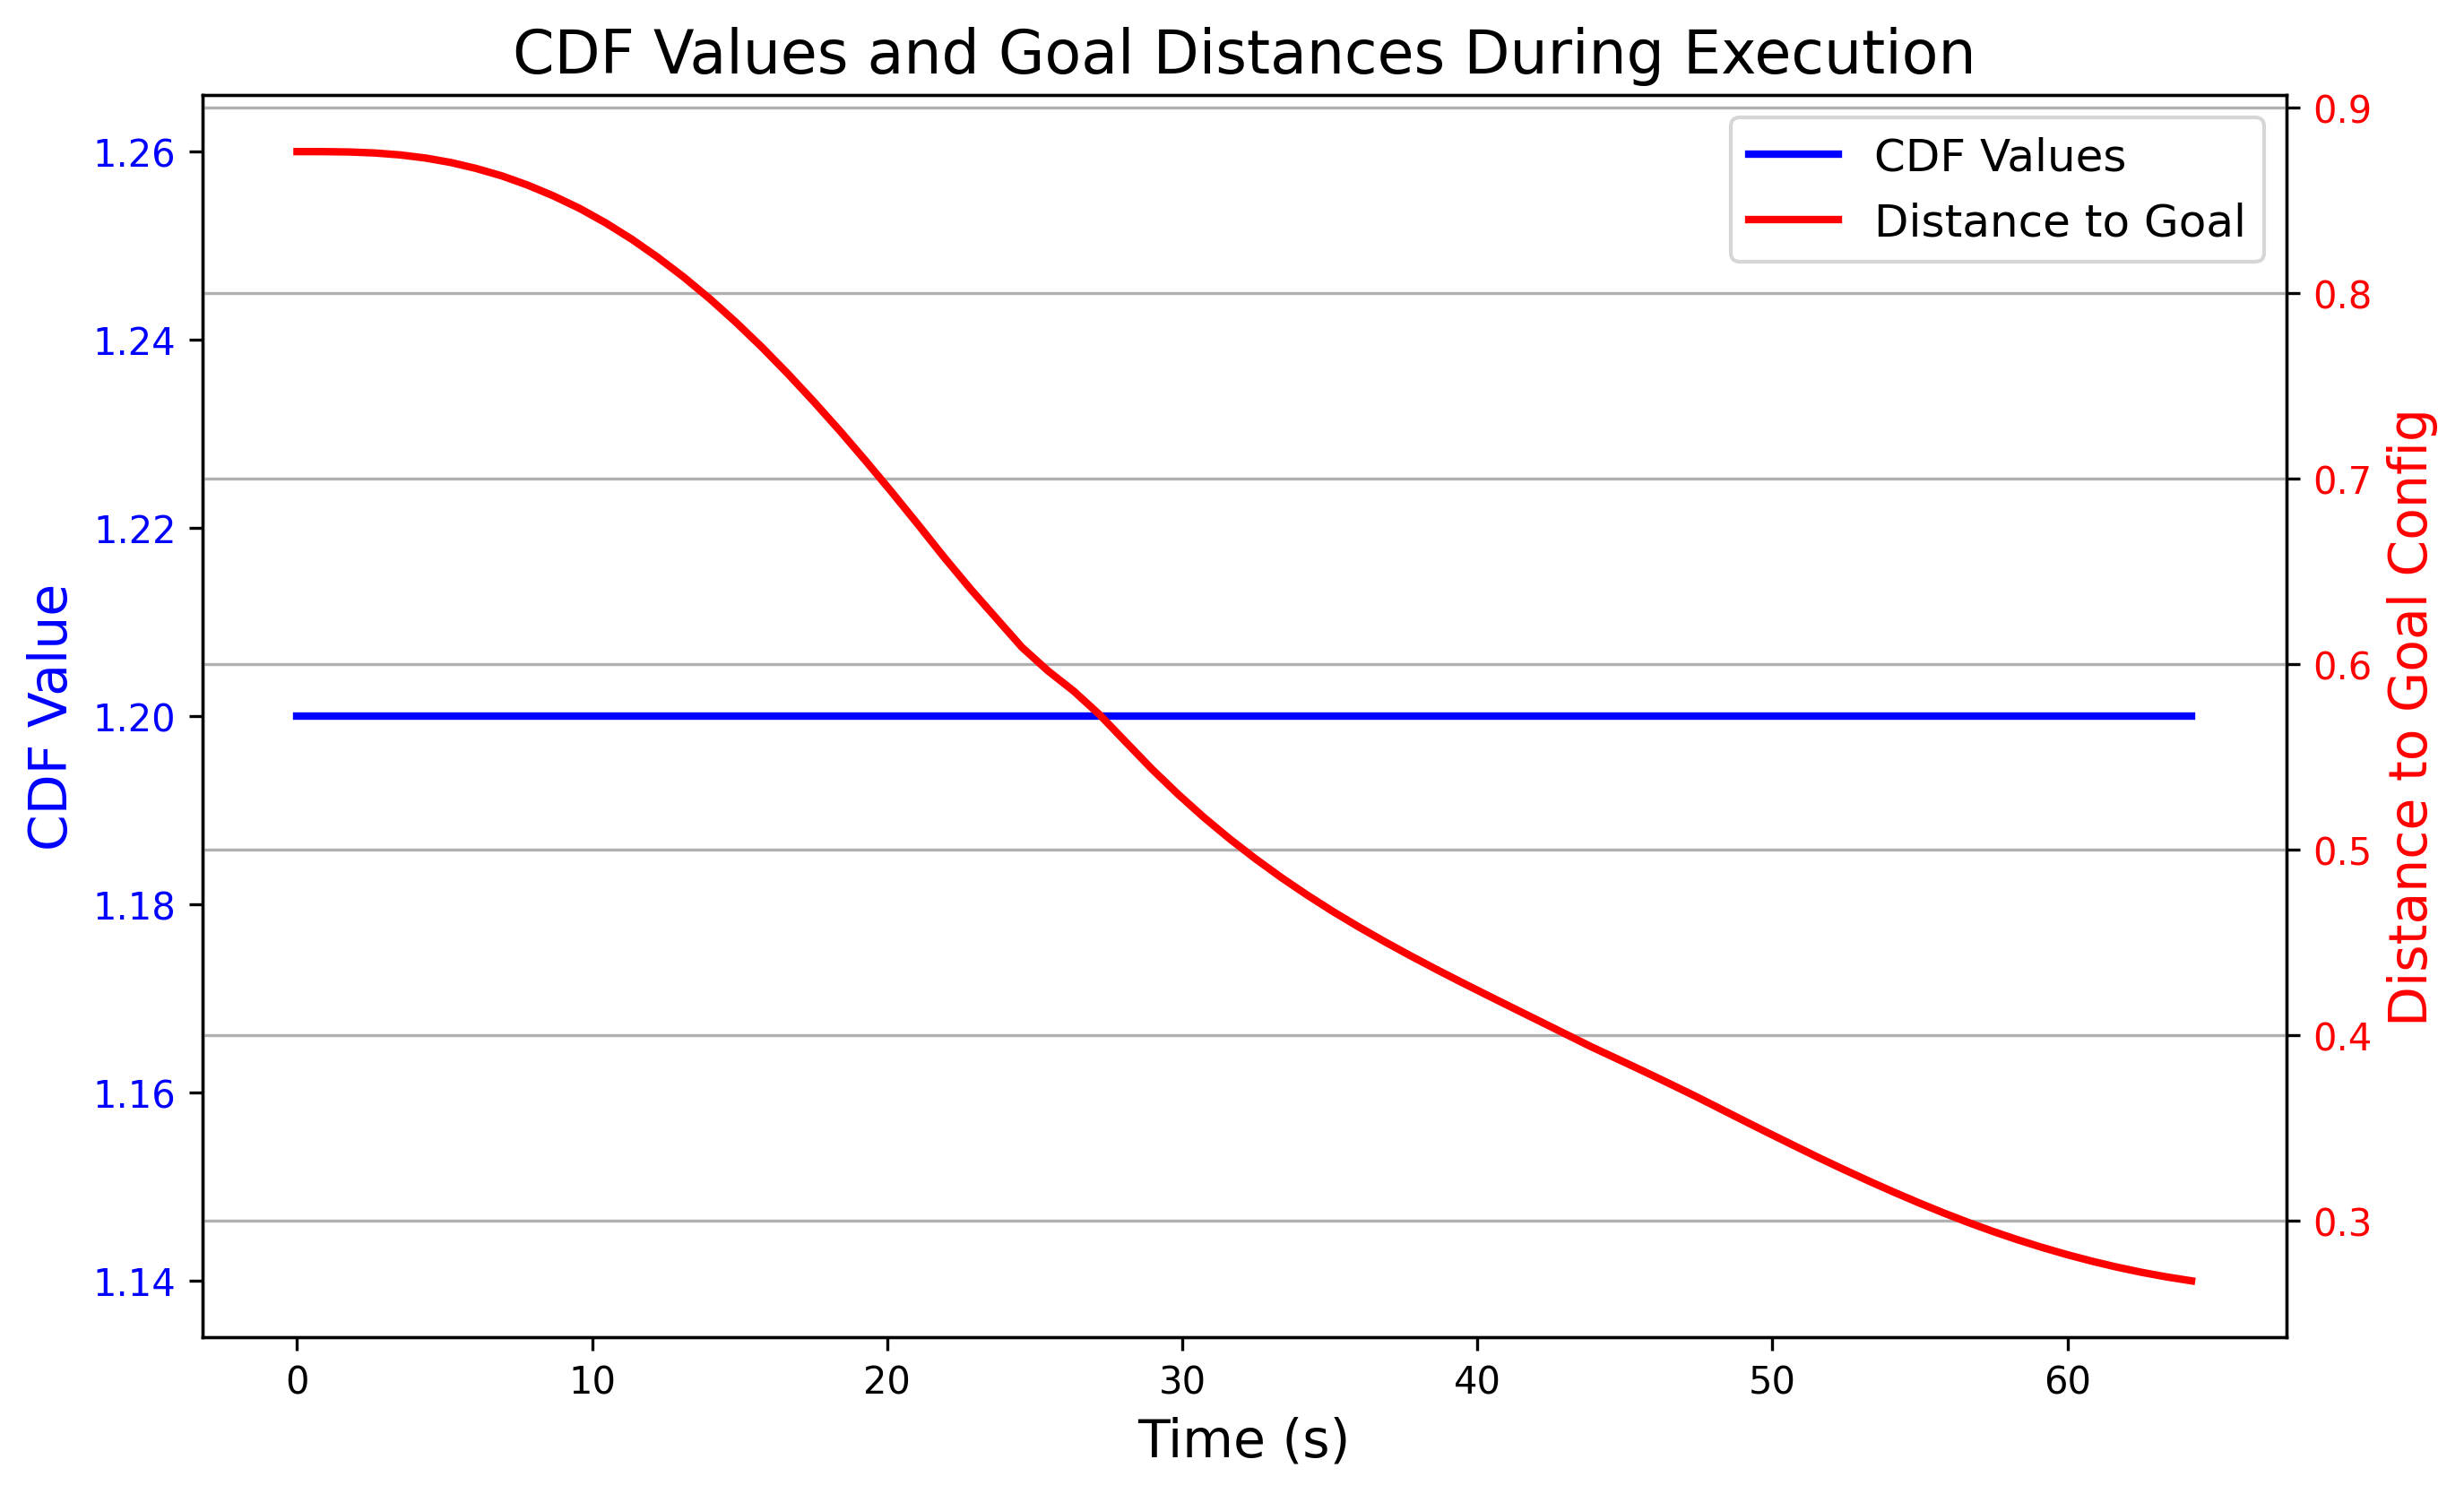 CDF Values and Goal Distances During Execution
CDF Values
Distance to Goal
CDF Value
1.26
1.24
1.22
1.20
1.18
1.16
1.14
0.9
0.8
0.7
0.6
0.5
0.4
0.3
Distance to Goal Config
0 10 20 30 40 50 60
Time (s)